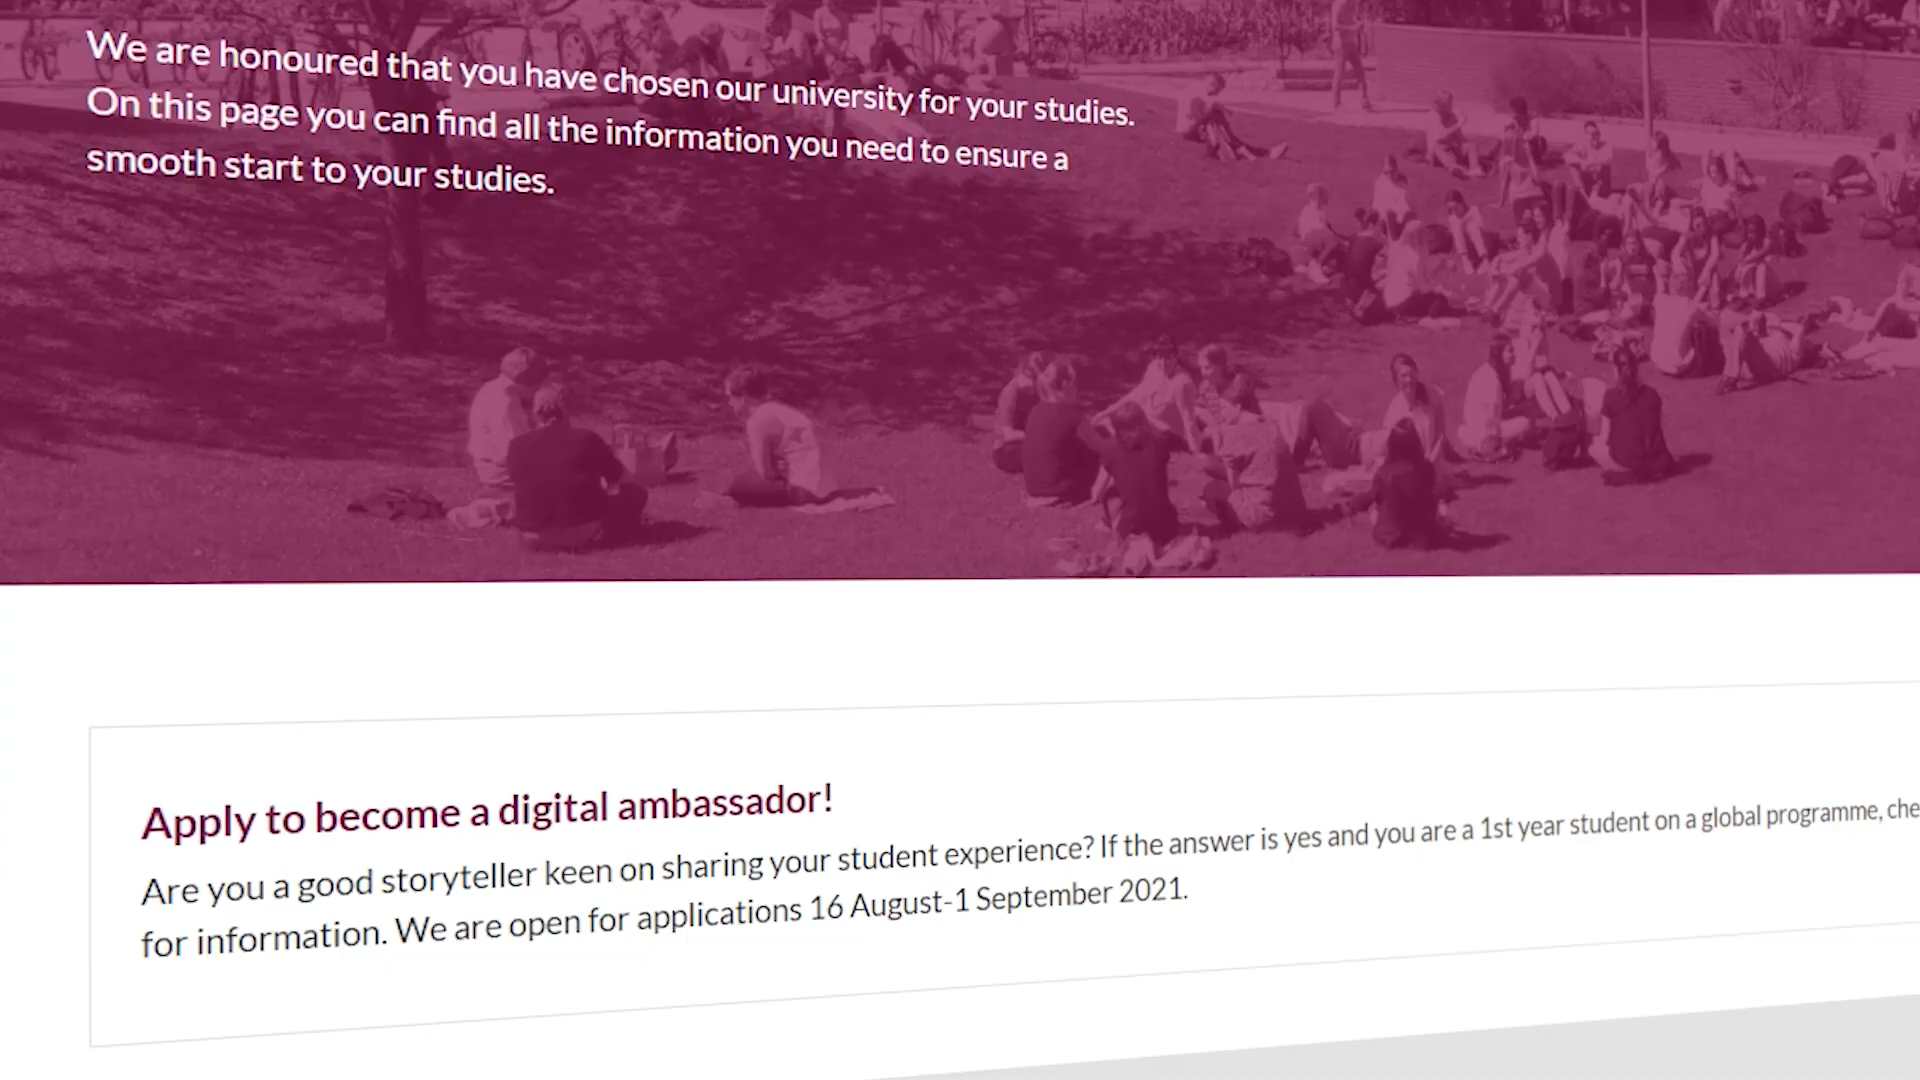 We are honoured that you have chosen our university for your studies.
On this page you can find all the information you need to ensure a
smooth start to your studies.
Apply to become a digital ambassador!
Are you a good storyteller keen on sharing your student experience? If the answer is yes and you are a 1st year student on a global programme, che
for information. We are open for applications 16 August-1 September 2021.